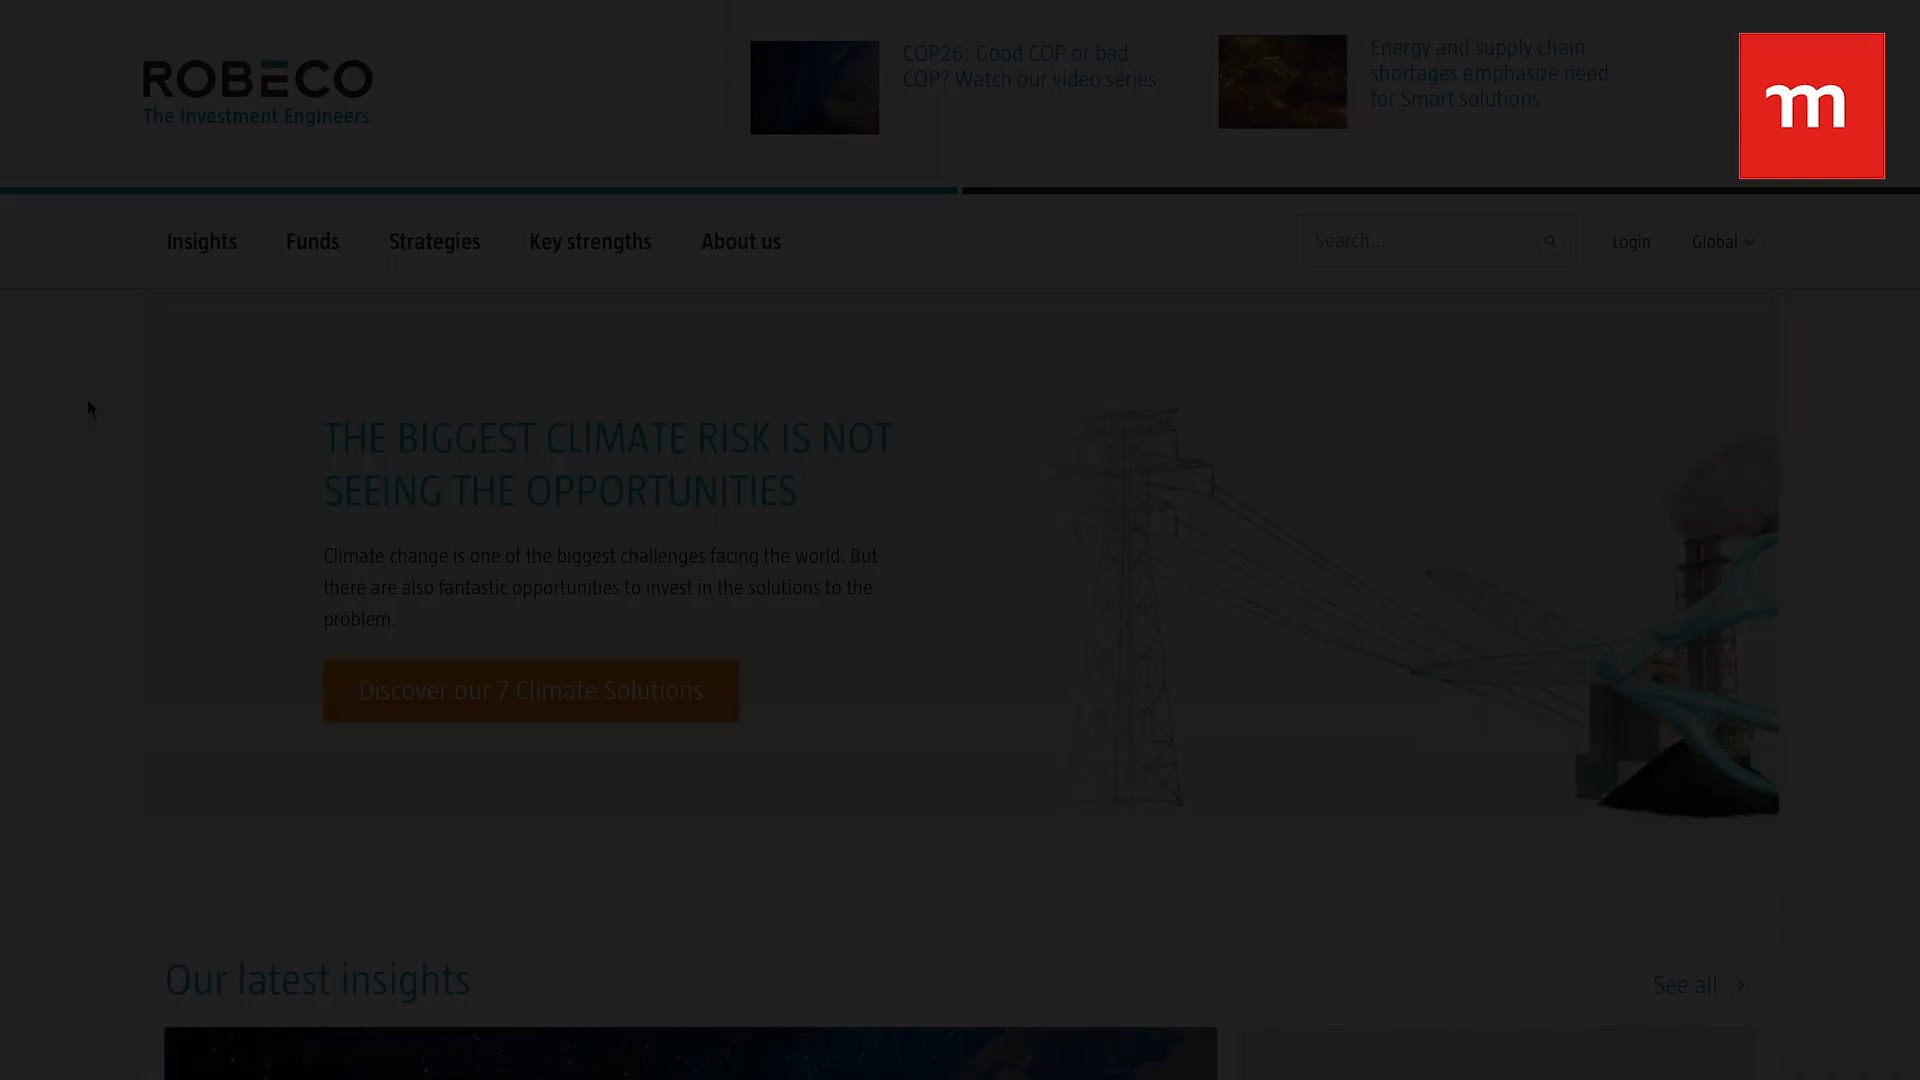 ROBECO
The Investment Engineers
COP26: Good COP or bad
COP? Watch our video series
Energy and supply chain
shortages emphasize need
for Smart solutions
m
Insights
Funds
Strategies
Key strengths
About us
Search...
Login
Global
THE BIGGEST CLIMATE RISK IS NOT
SEEING THE OPPORTUNITIES
Climate change is one of the biggest challenges facing the world. But
there are also fantastic opportunities to invest in the solutions to the
problem.
Discover our 7 Climate Solutions
Our latest insights
See all